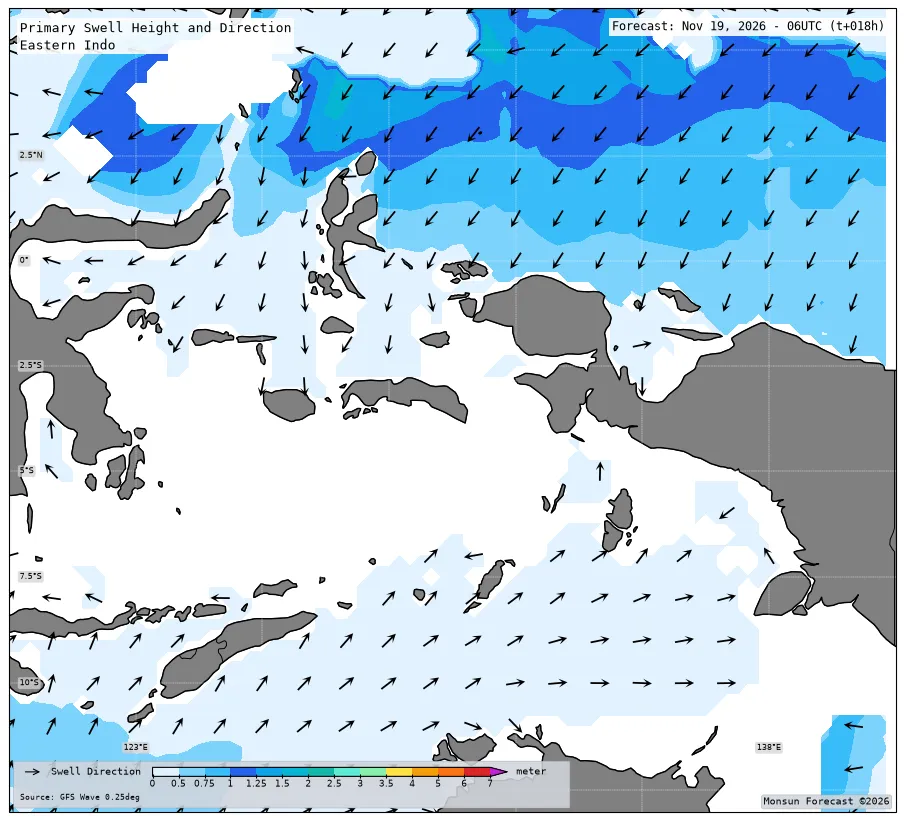 Primary Swell Height and Direction
Eastern Indo
Forecast: Nov 19, 2026 - 06UTC (t+018h)
2.5°N
0°
2.5°S
5°S
7.5°S
10°S
123°E
138°E
Swell Direction
0 0.5 0.75 1 1.25 1.5 2 2.5 3 3.5 4 5 6 7
meter
Source: GFS Wave 0.25deg
Monsun Forecast ©2026